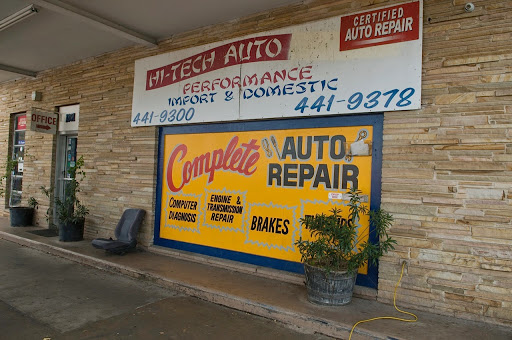 CERTIFIED
AUTO REPAIR
HI-TECH AUTO
PERFORMANCE
IMPORT & DOMESTIC
441-9300
441-9378
OFFICE
Complete AUTO
REPAIR
COMPUTER
DIAGNOSIS
ENGINE &
TRANSMISSION
REPAIR
BRAKES